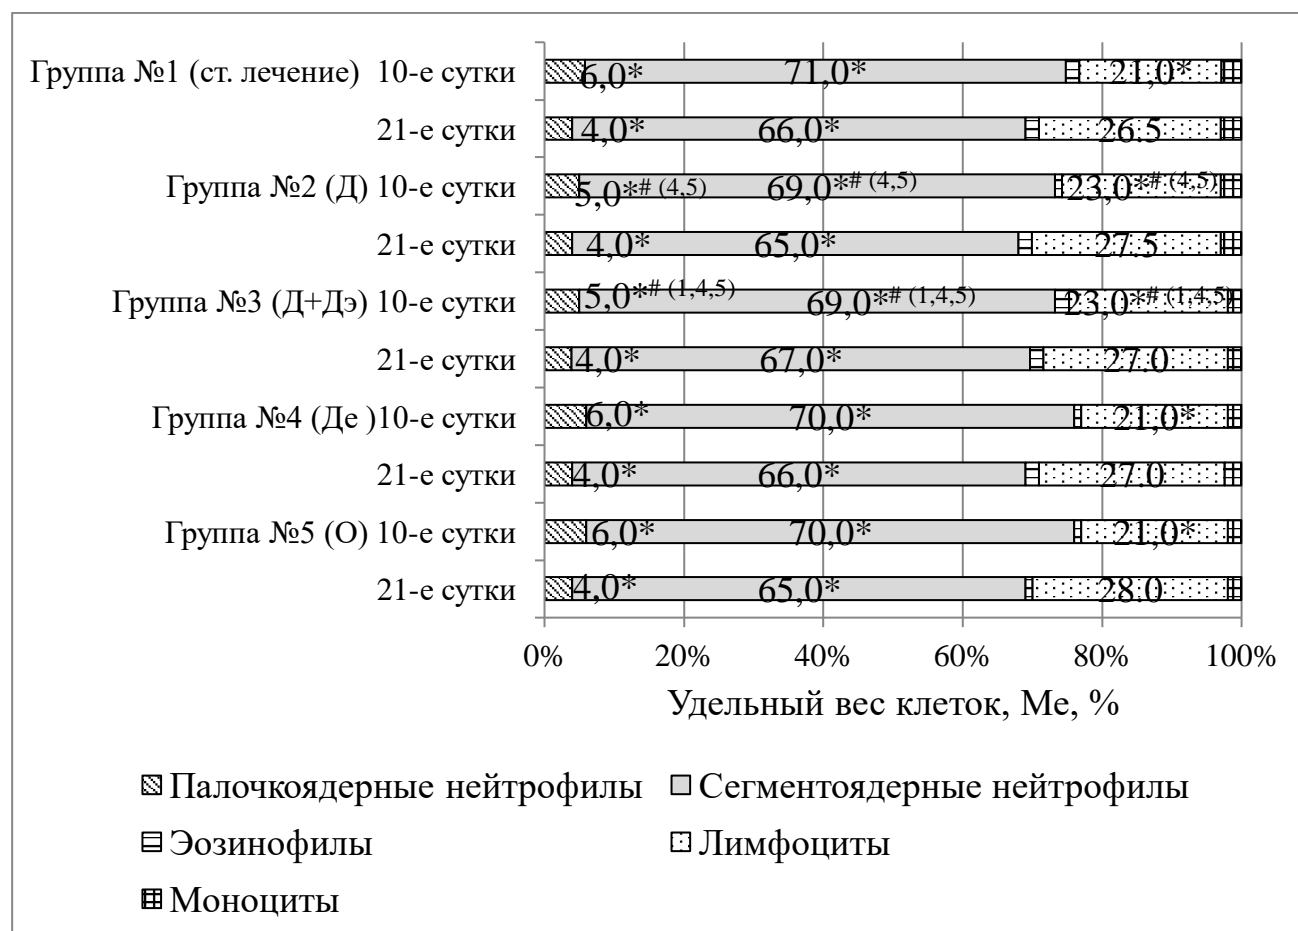 Группа №1 (ст. лечение) 10-е сутки 6,0* 71,0* 21,0*
21-е сутки 4,0* 66,0* 26.5
Группа №2 (Д) 10-е сутки 5,0*# (4,5) 69,0*# (4,5) 23,0*# (4,5)
21-е сутки 4,0* 65,0* 27.5
Группа №3 (Д+Дэ) 10-е сутки 5,0*# (1,4,5) 69,0*# (1,4,5) 23,0*# (1,4,5)
21-е сутки 4,0* 67,0* 27.0
Группа №4 (Де )10-е сутки 6,0* 70,0* 21,0*
21-е сутки 4,0* 66,0* 27.0
Группа №5 (О) 10-е сутки 6,0* 70,0* 21,0*
21-е сутки 4,0* 65,0* 28.0
0% 20% 40% 60% 80% 100%
Удельный вес клеток, Ме, %
Палочкоядерные нейтрофилы Сегментоядерные нейтрофилы
Эозинофилы Лимфоциты
Моноциты